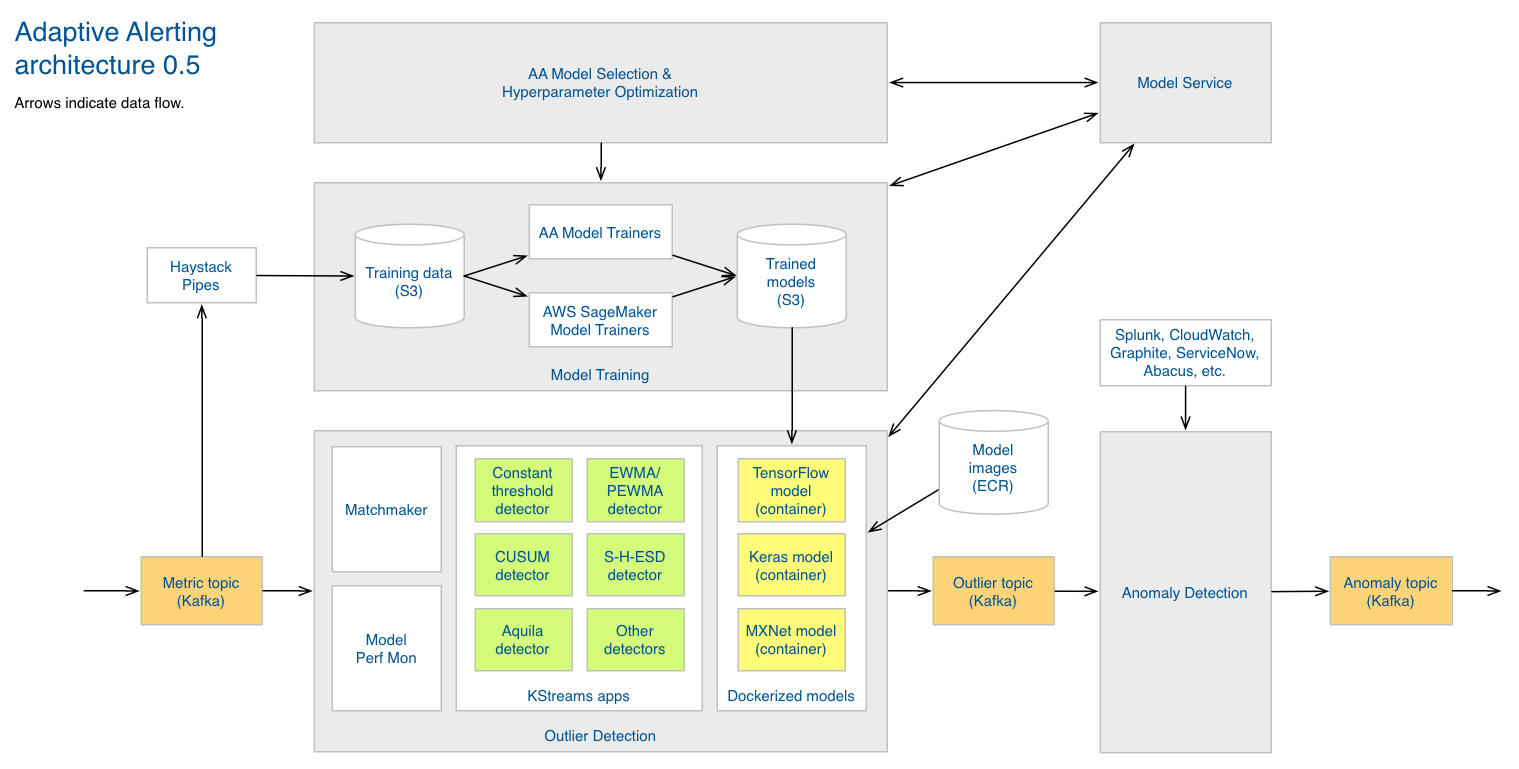 Adaptive Alerting
architecture 0.5
Arrows indicate data flow.
AA Model Selection &
Hyperparameter Optimization
Model Service
Haystack
Pipes
Training data
(S3)
AA Model Trainers
AWS SageMaker
Model Trainers
Trained
models
(S3)
Model Training
Splunk, CloudWatch,
Graphite, ServiceNow,
Abacus, etc.
Metric topic
(Kafka)
Matchmaker
Model
Perf Mon
Constant
threshold
detector
EWMA/
PEWMA
detector
CUSUM
detector
S-H-ESD
detector
Aquila
detector
Other
detectors
KStreams apps
TensorFlow
model
(container)
Keras model
(container)
MXNet model
(container)
Dockerized models
Outlier Detection
Model
images
(ECR)
Outlier topic
(Kafka)
Anomaly Detection
Anomaly topic
(Kafka)